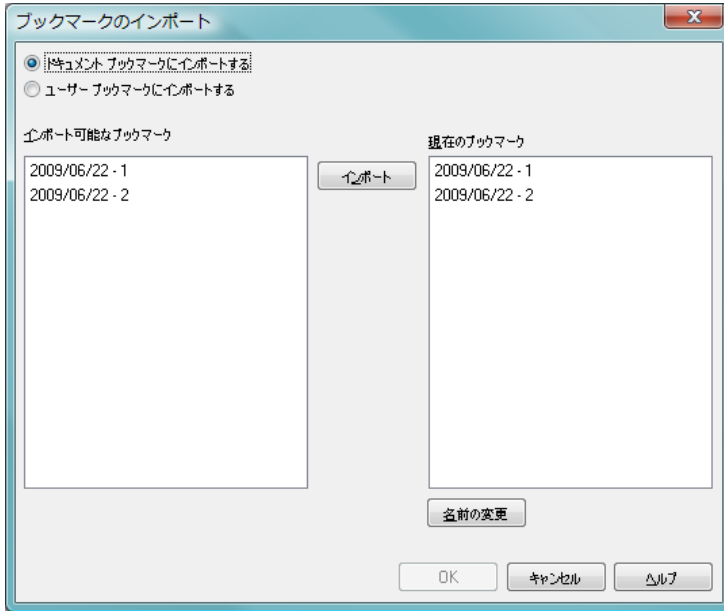 ブックマークのインポート
ドキュメント ブックマークにインポートする
ユーザー ブックマークにインポートする
インポート可能なブックマーク
現在のブックマーク
2009/06/22 - 1
2009/06/22 - 2
インポート
2009/06/22 - 1
2009/06/22 - 2
名前の変更
OK
キャンセル
ヘルプ